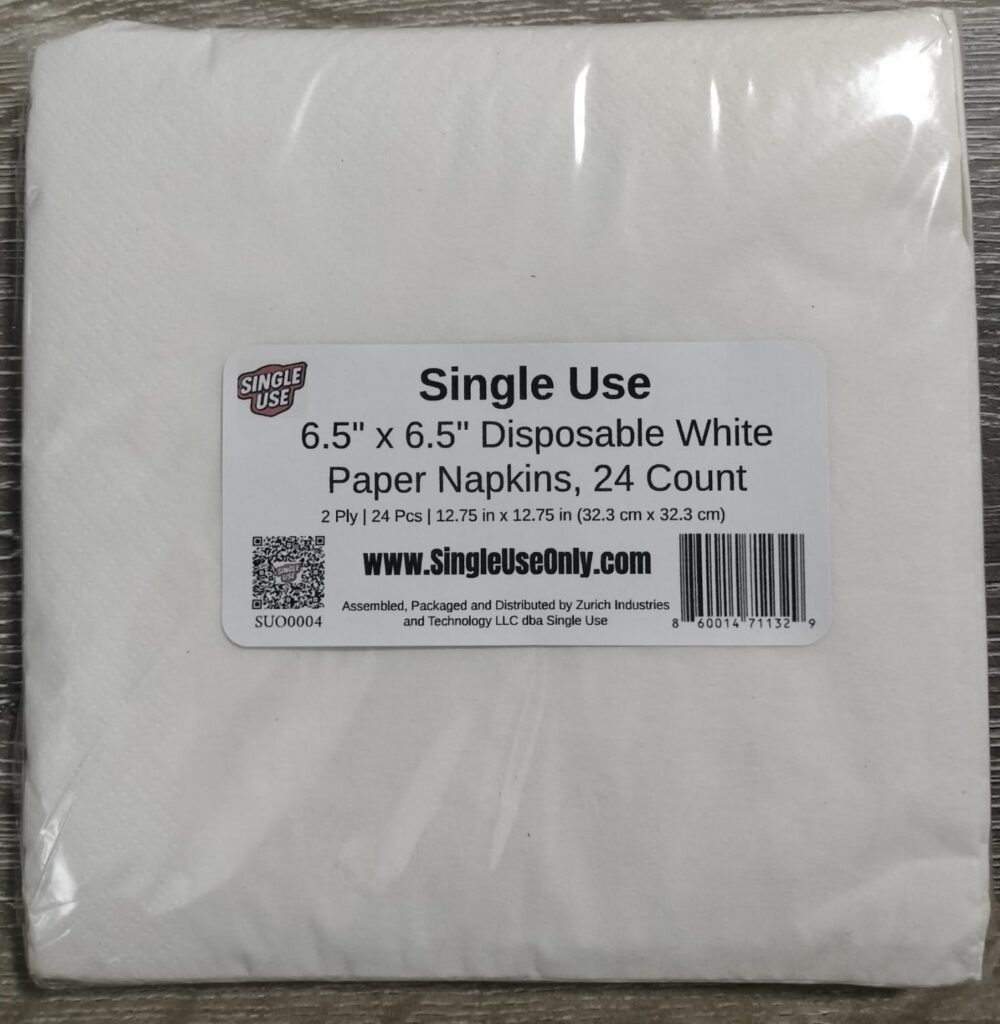 SINGLE
USE
Single Use
6.5" x 6.5" Disposable White
Paper Napkins, 24 Count
2 Ply | 24 Pcs | 12.75 in x 12.75 in (32.3 cm x 32.3 cm)
SINGLE
USE
www.SingleUseOnly.com
Assembled, Packaged and Distributed by Zurich Industries
and Technology LLC dba Single Use
SUO0004
8 60014 71132 9